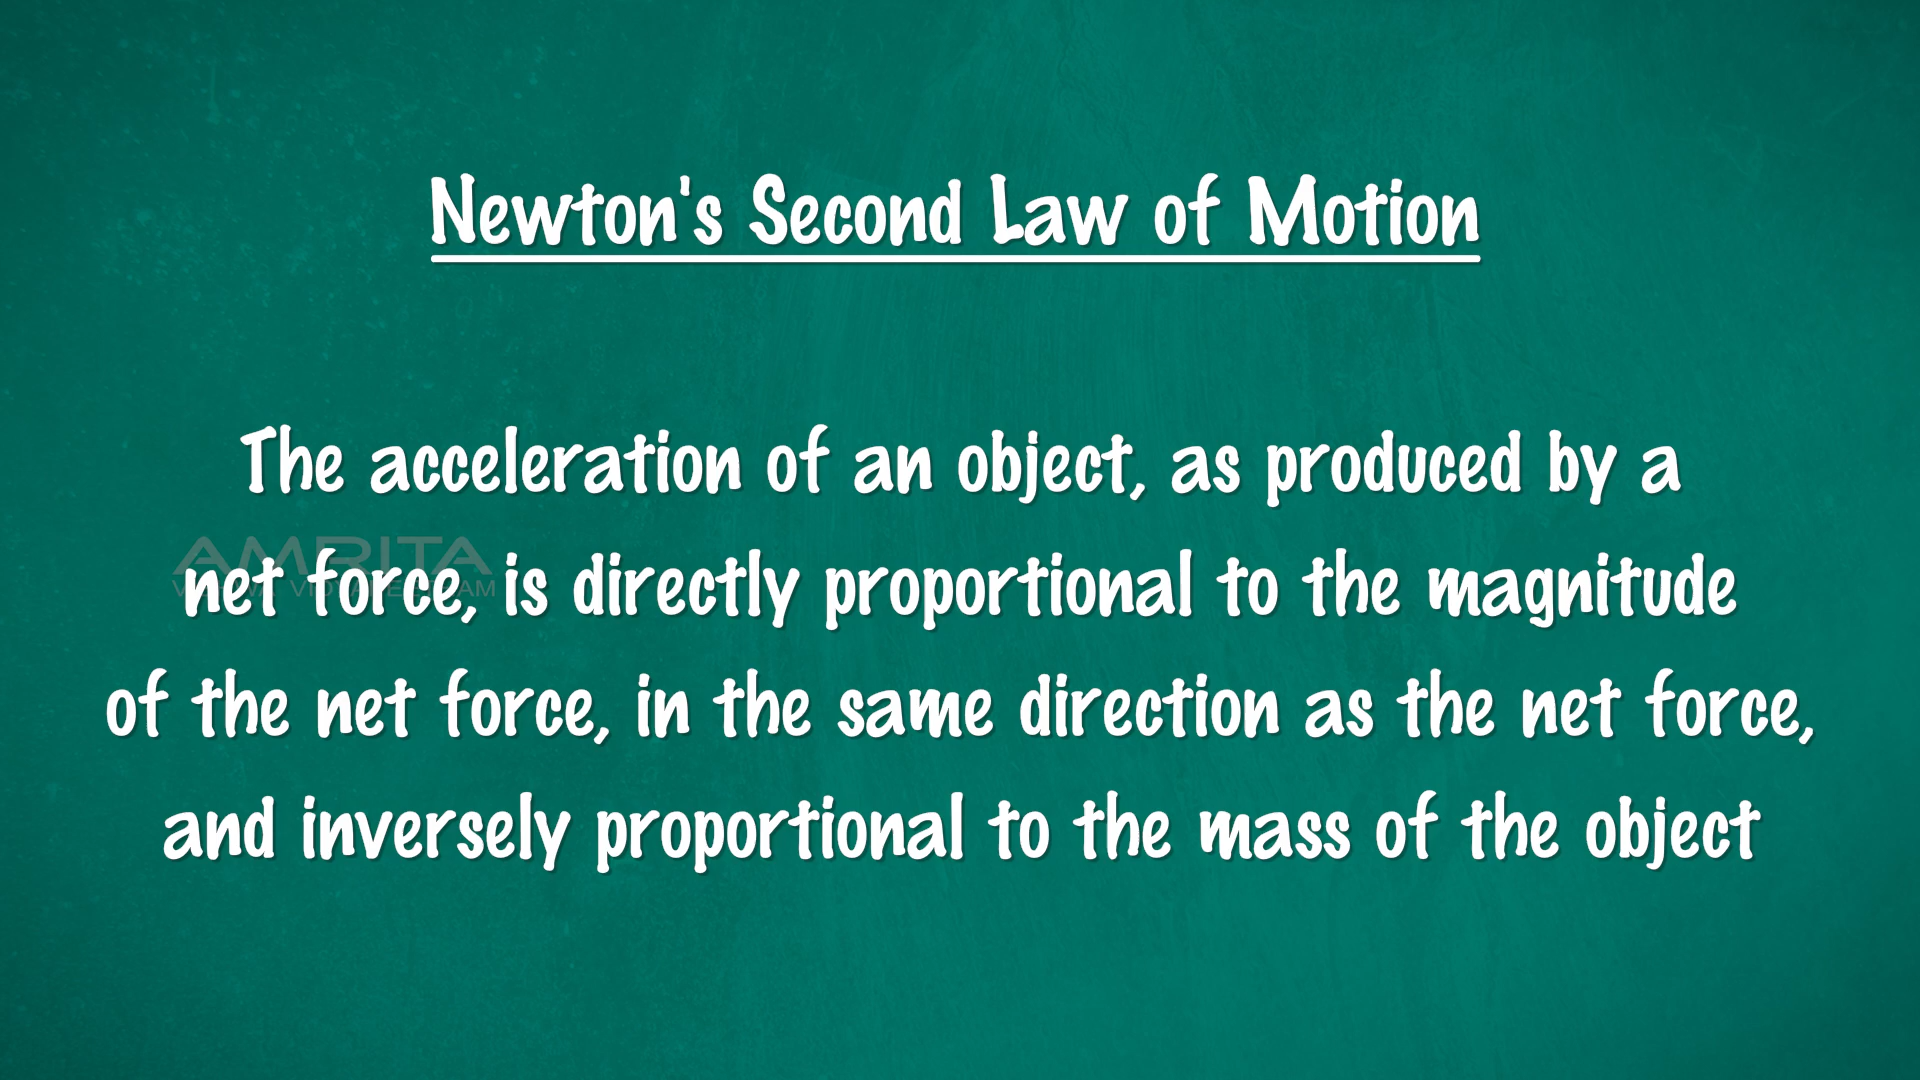 Newton's Second Law of Motion
The acceleration of an object, as produced by a
AMRITA
net force, is directly proportional to the magnitude
of the net force, in the same direction as the net force,
and inversely proportional to the mass of the object